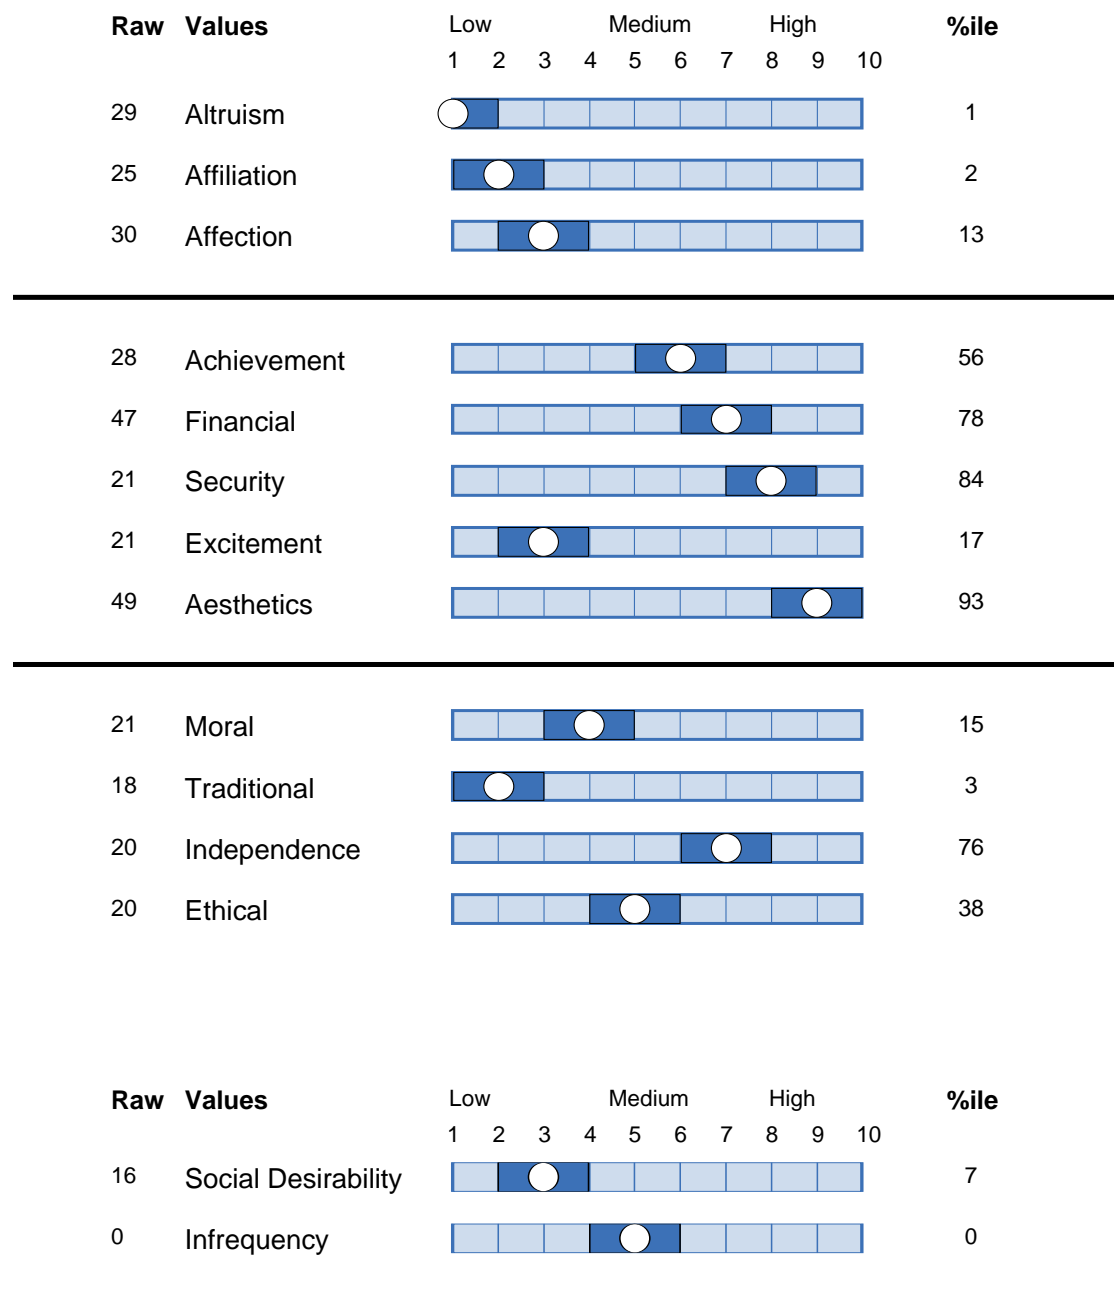 Raw Values Low Medium High %ile
1 2 3 4 5 6 7 8 9 10
29 Altruism 1
25 Affiliation 2
30 Affection 13
28 Achievement 56
47 Financial 78
21 Security 84
21 Excitement 17
49 Aesthetics 93
21 Moral 15
18 Traditional 3
20 Independence 76
20 Ethical 38
Raw Values Low Medium High %ile
1 2 3 4 5 6 7 8 9 10
16 Social Desirability 7
0 Infrequency 0